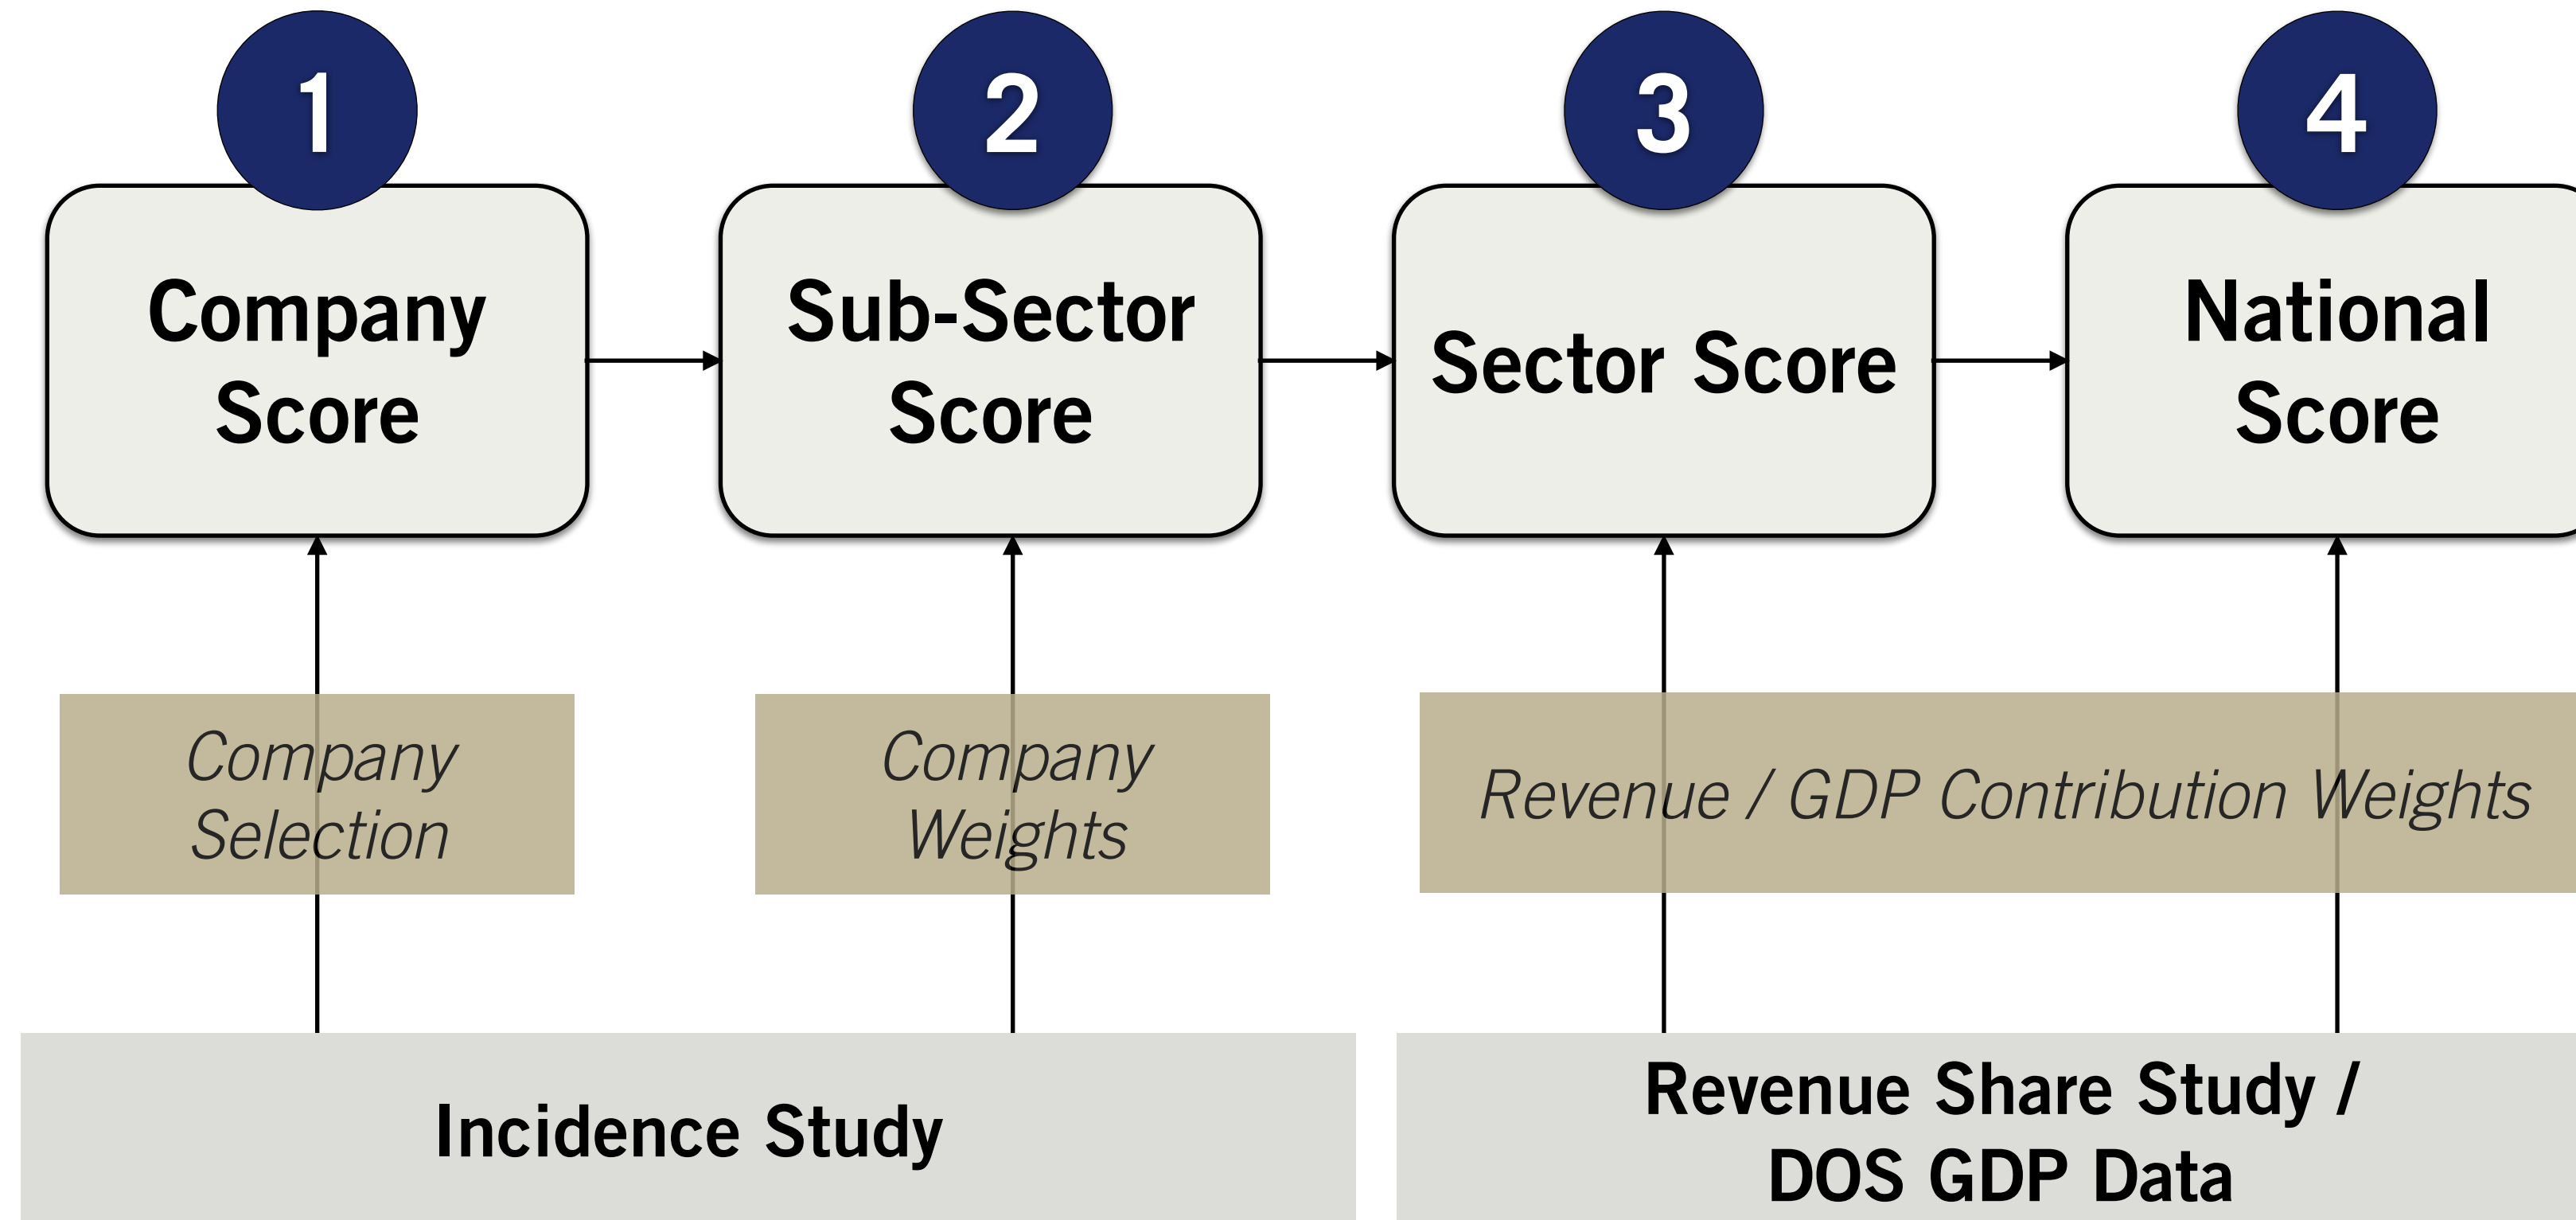 1
2
3
4
Company
Score
Sub-Sector
Score
Sector Score
National
Score
Company
Selection
Company
Weights
Revenue / GDP Contribution Weights
Incidence Study
Revenue Share Study /
DOS GDP Data